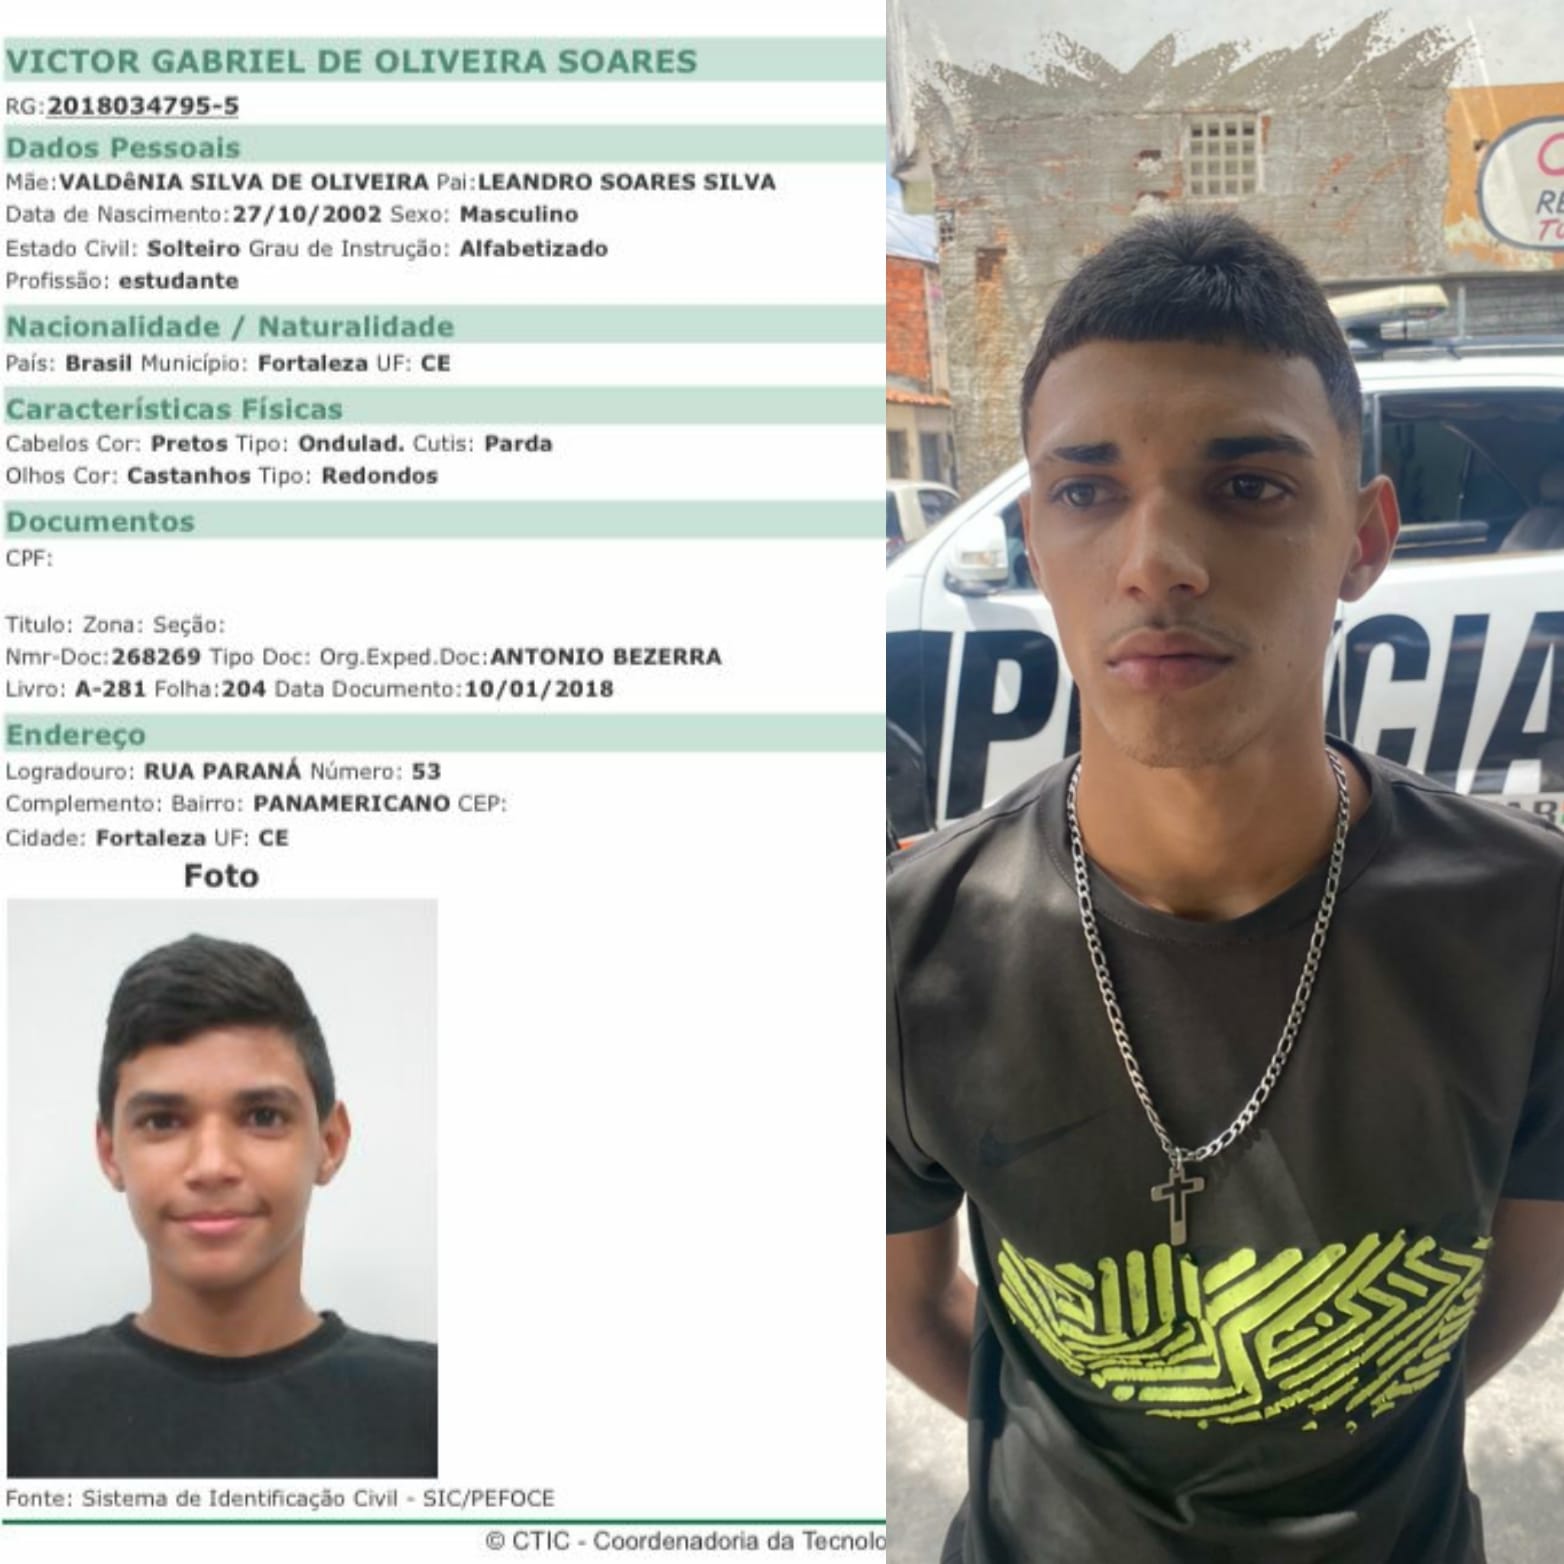 VICTOR GABRIEL DE OLIVEIRA SOARES
RG:2018034795-5
Dados Pessoais
Mãe:VALDêNIA SILVA DE OLIVEIRA Pai:LEANDRO SOARES SILVA
Data de Nascimento:27/10/2002 Sexo: Masculino
Estado Civil: Solteiro Grau de Instrução: Alfabetizado
Profissão: estudante
Nacionalidade / Naturalidade
País: Brasil Município: Fortaleza UF: CE
Características Físicas
Cabelos Cor: Pretos Tipo: Ondulad. Cutis: Parda
Olhos Cor: Castanhos Tipo: Redondos
Documentos
CPF:
Titulo: Zona: Seção:
Nmr-Doc:268269 Tipo Doc: Org.Exped.Doc:ANTONIO BEZERRA
Livro: A-281 Folha:204 Data Documento:10/01/2018
Endereço
Logradouro: RUA PARANÁ Número: 53
Complemento: Bairro: PANAMERICANO CEP:
Cidade: Fortaleza UF: CE
Foto
Fonte: Sistema de Identificação Civil - SIC/PEFOCE
© CTIC - Coordenadoria da Tecnolo